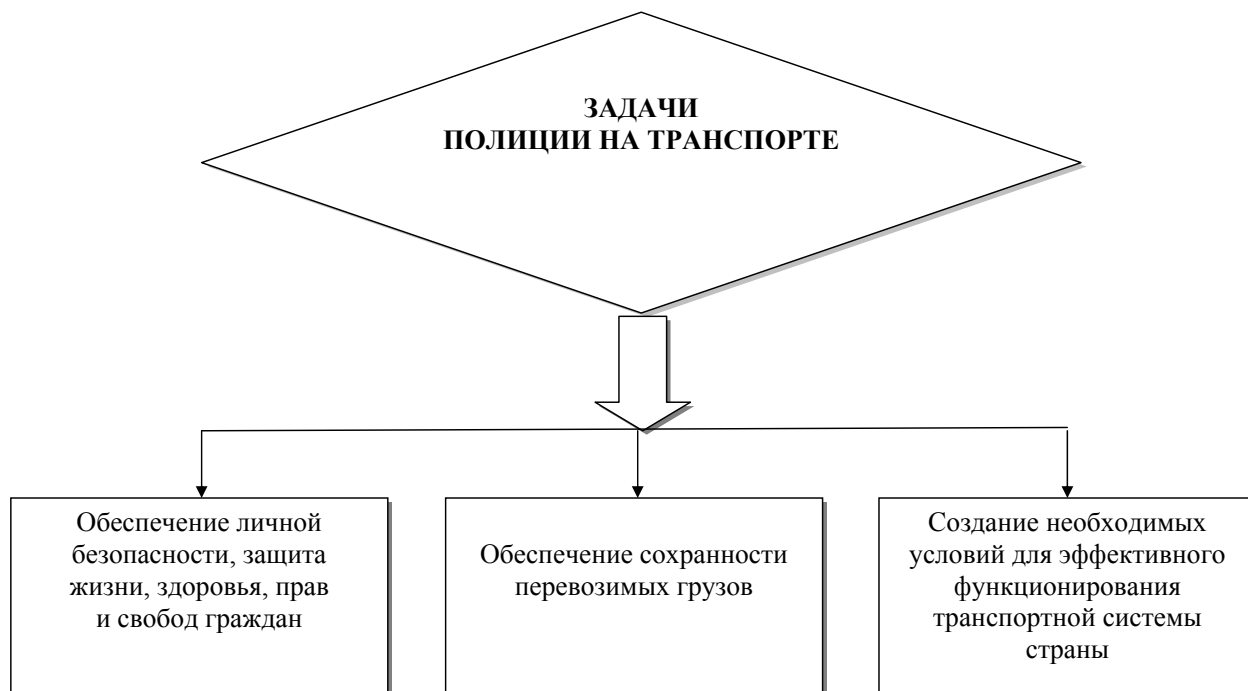 ЗАДАЧИ
ПОЛИЦИИ НА ТРАНСПОРТЕ
Обеспечение личной
безопасности, защита
жизни, здоровья, прав
и свобод граждан
Обеспечение сохранности
перевозимых грузов
Создание необходимых
условий для эффективного
функционирования
транспортной системы
страны